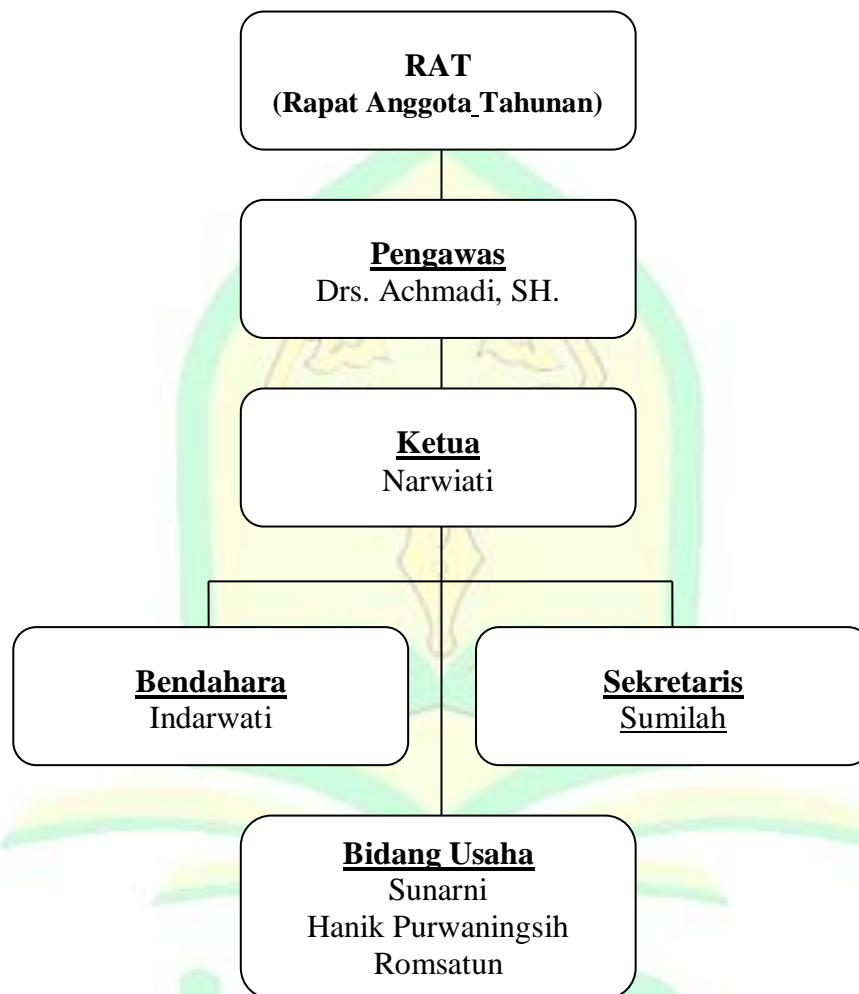 RAT
(Rapat Anggota Tahunan)
Pengawas
Drs. Achmadi, SH.
Ketua
Narwiati
Bendahara
Indarwati
Sekretaris
Sumilah
Bidang Usaha
Sunarni
Hanik Purwaningsih
Romsatun